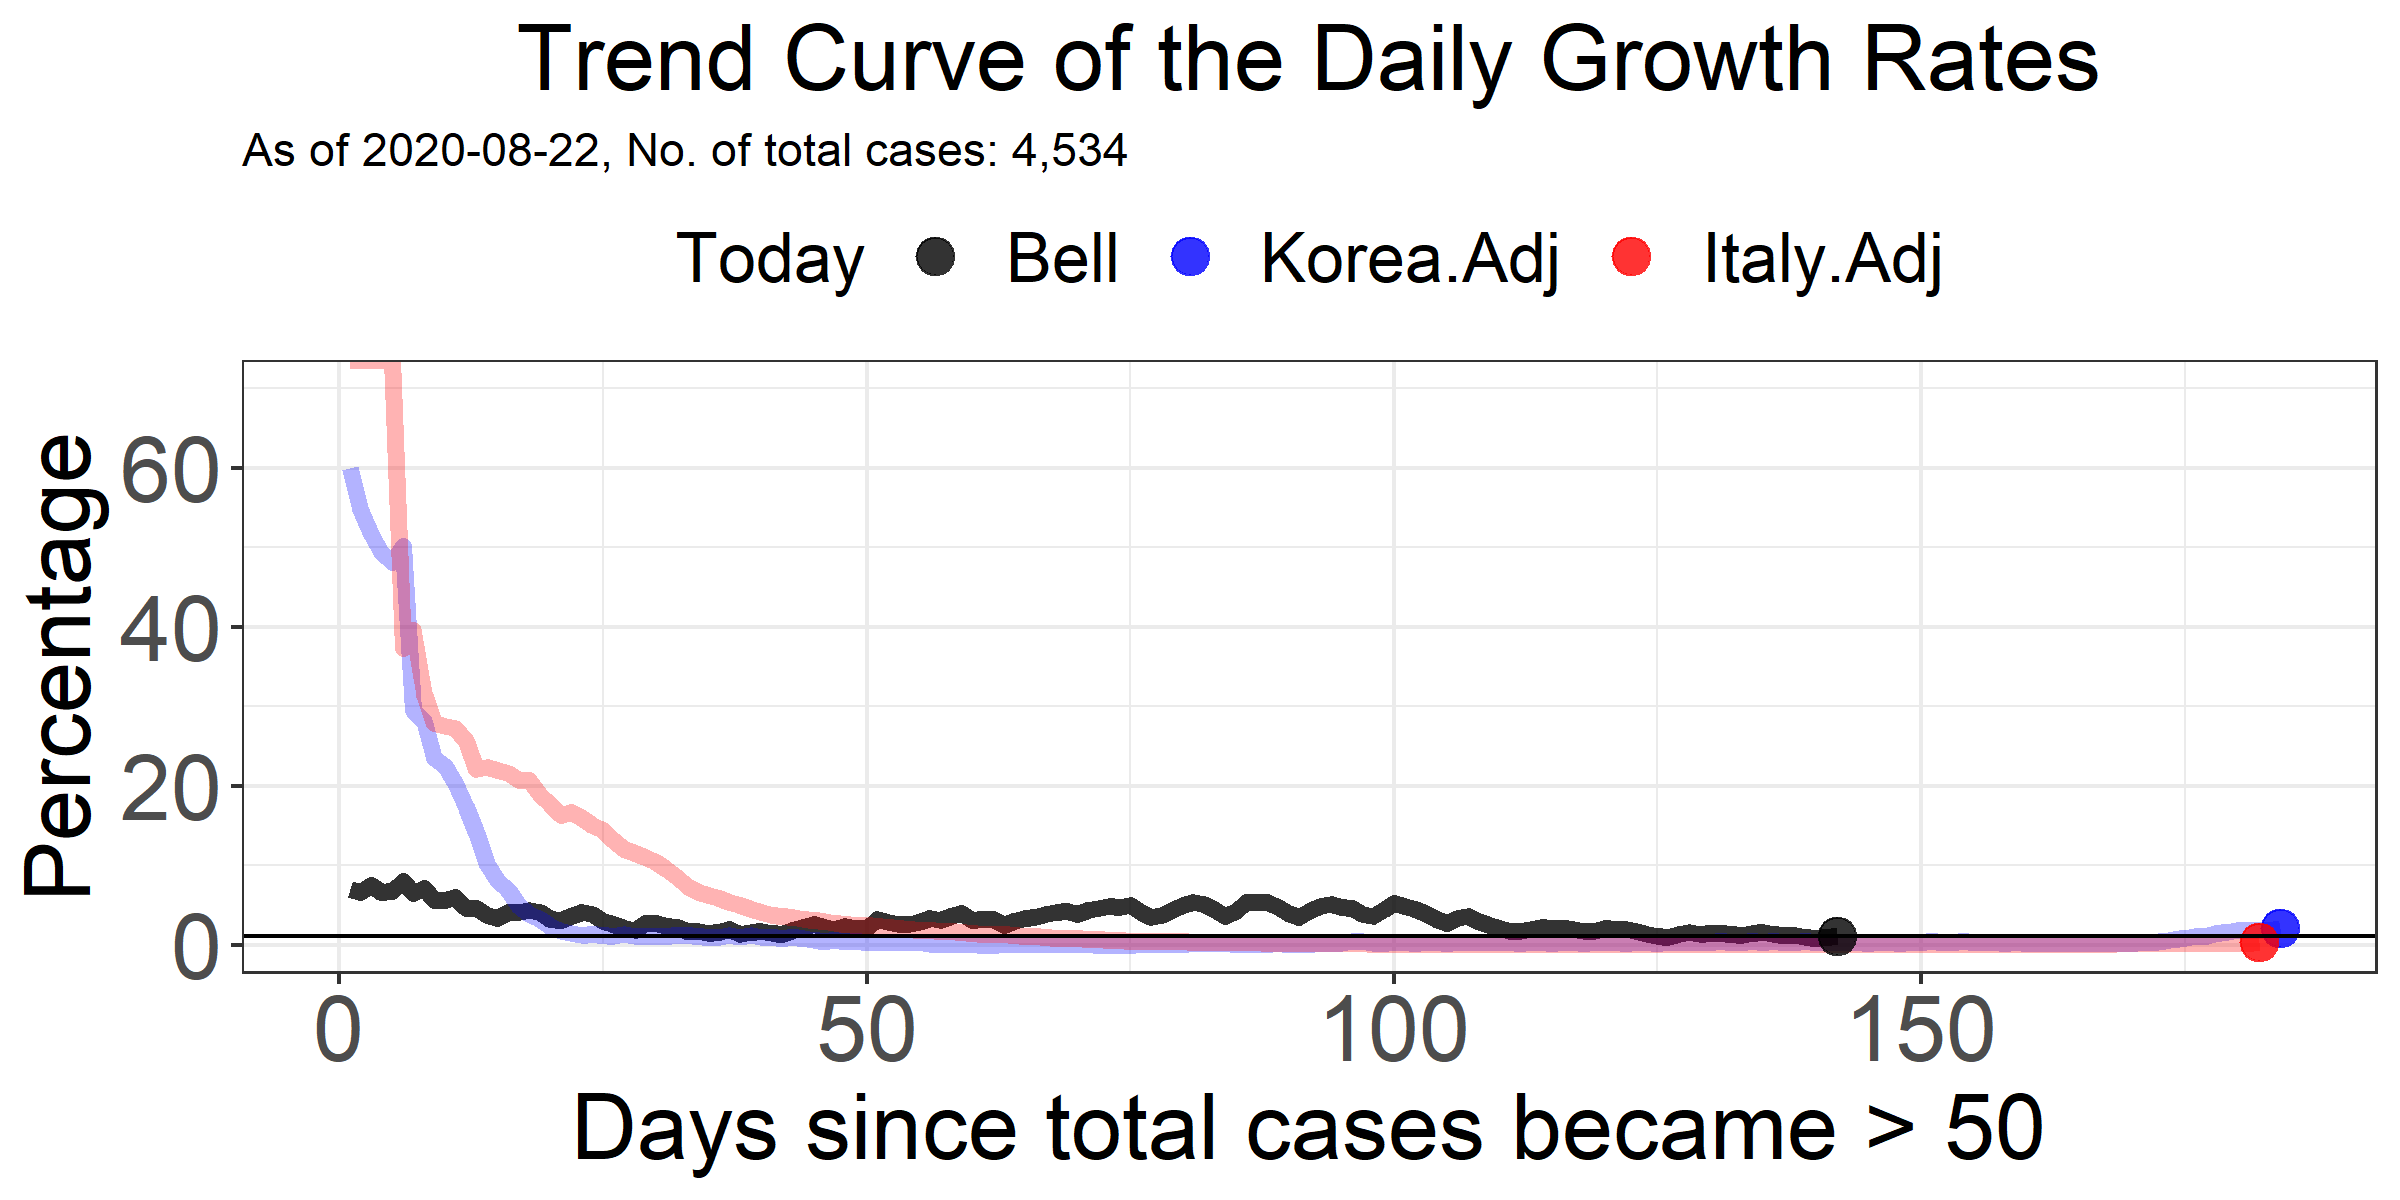 Trend Curve of the Daily Growth Rates
As of 2020-08-22, No. of total cases: 4,534
Today Bell Korea.Adj Italy.Adj
Percentage
60
40
20
0
0 50 100 150
Days since total cases became > 50